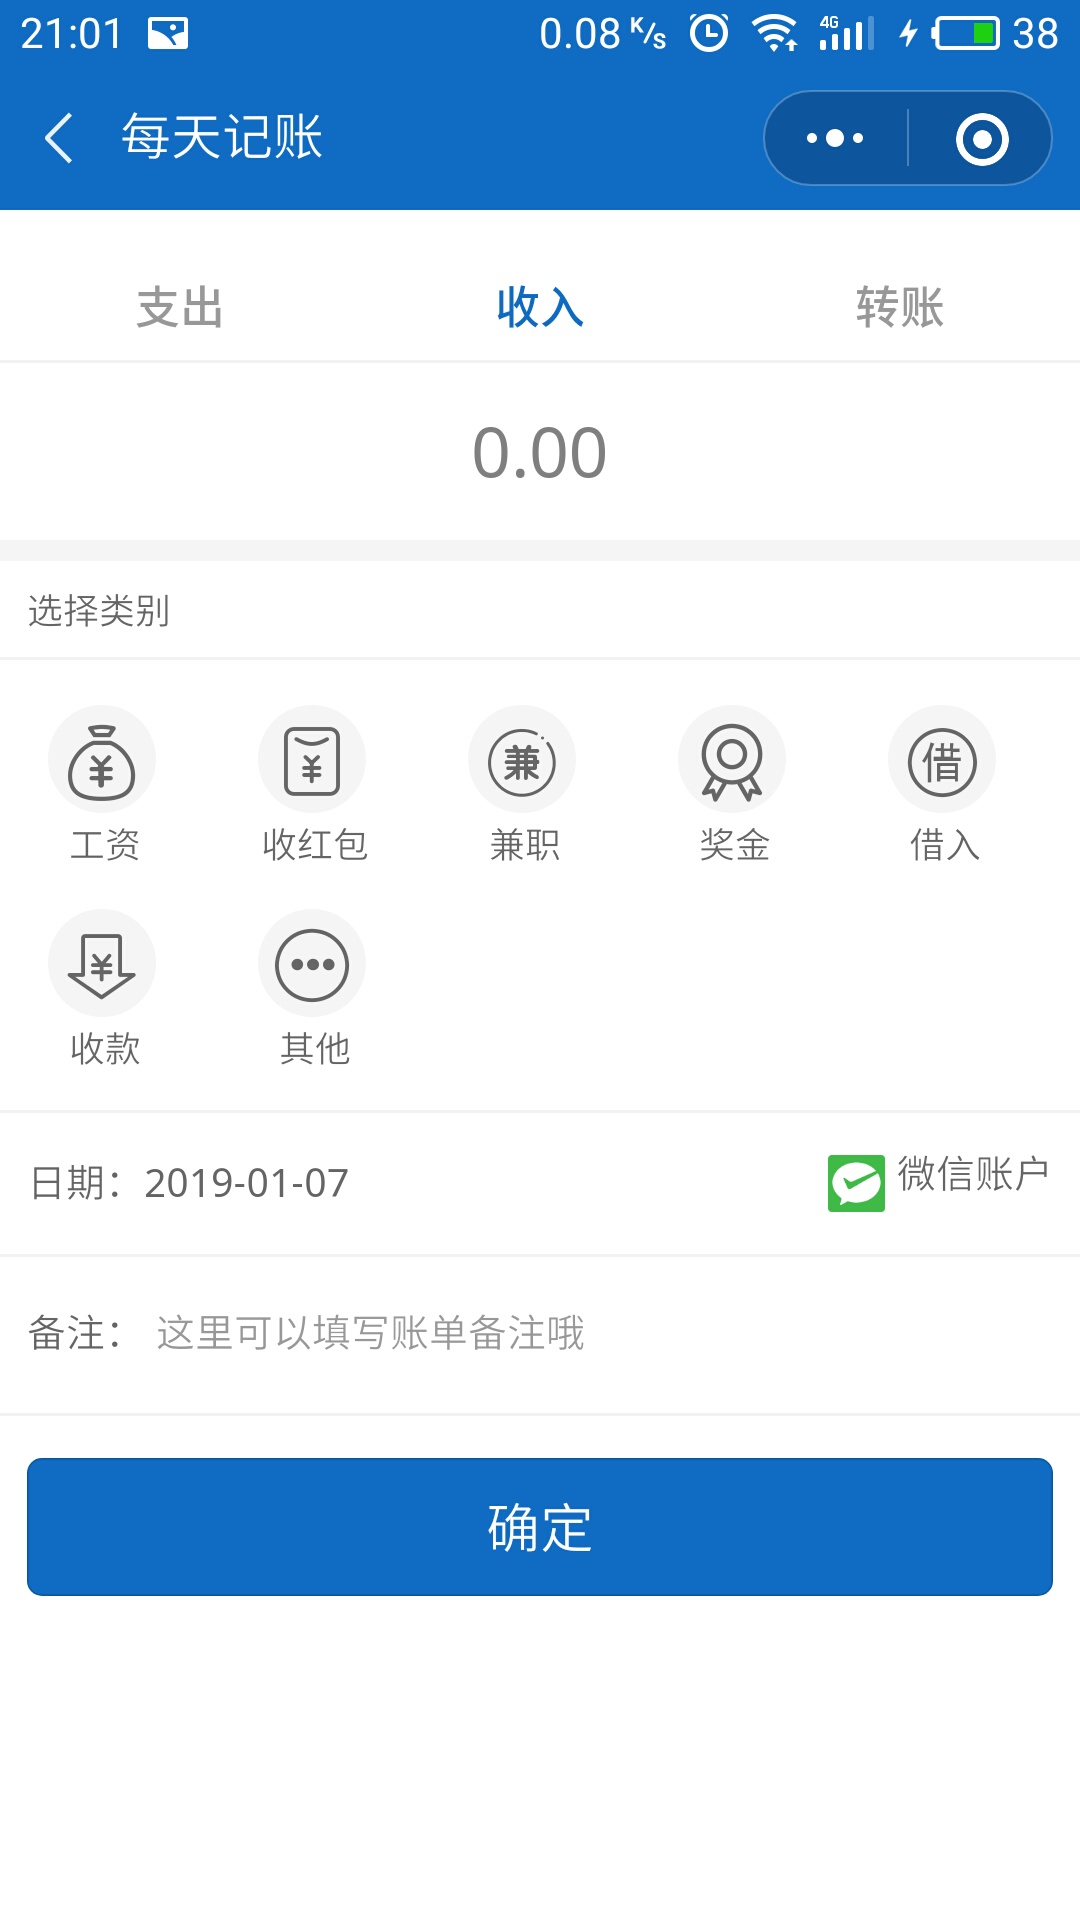 21:01 0.08 K/s 4G 38
每天记账
支出 收入 转账
0.00
选择类别
¥ ¥ 兼 借
工资 收红包 兼职 奖金 借入
¥
收款 其他
日期：2019-01-07 微信账户
备注： 这里可以填写账单备注哦
确定